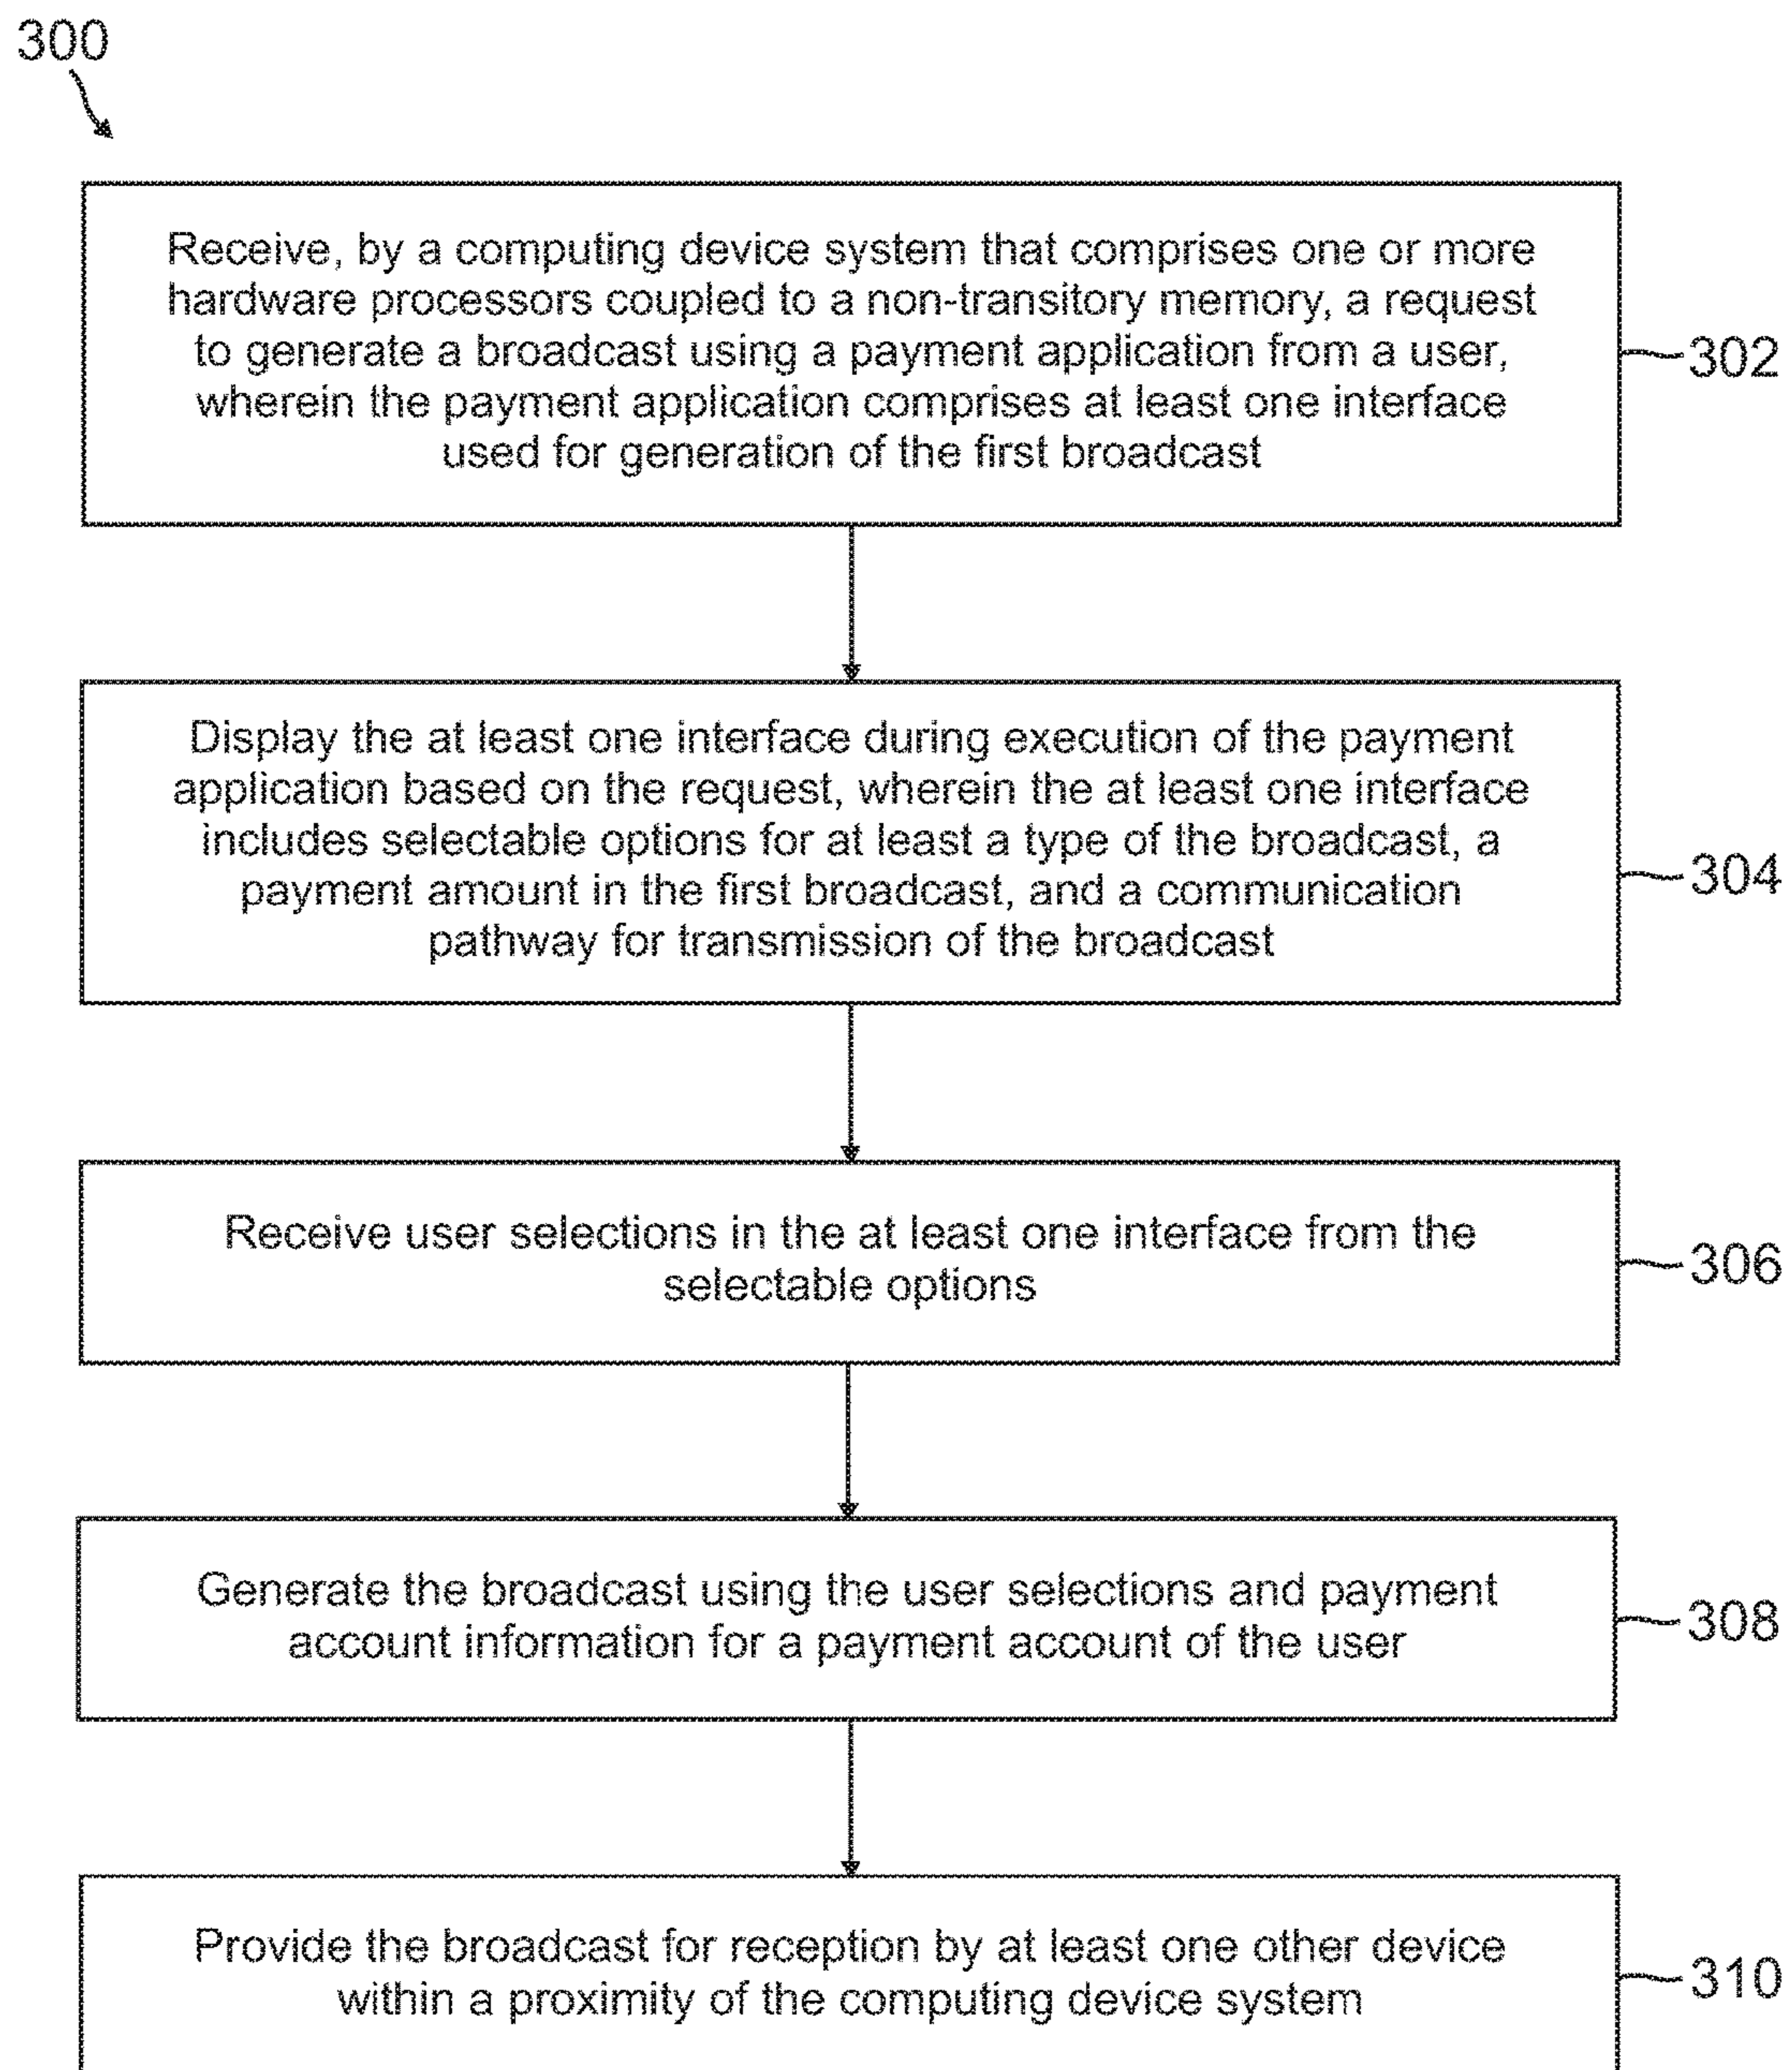 300
Receive, by a computing device system that comprises one or more
hardware processors coupled to a non-transitory memory, a request
to generate a broadcast using a payment application from a user,
wherein the payment application comprises at least one interface
used for generation of the first broadcast
302
Display the at least one interface during execution of the payment
application based on the request, wherein the at least one interface
includes selectable options for at least a type of the broadcast, a
payment amount in the first broadcast, and a communication
pathway for transmission of the broadcast
304
Receive user selections in the at least one interface from the
selectable options
306
Generate the broadcast using the user selections and payment
account information for a payment account of the user
308
Provide the broadcast for reception by at least one other device
within a proximity of the computing device system
310